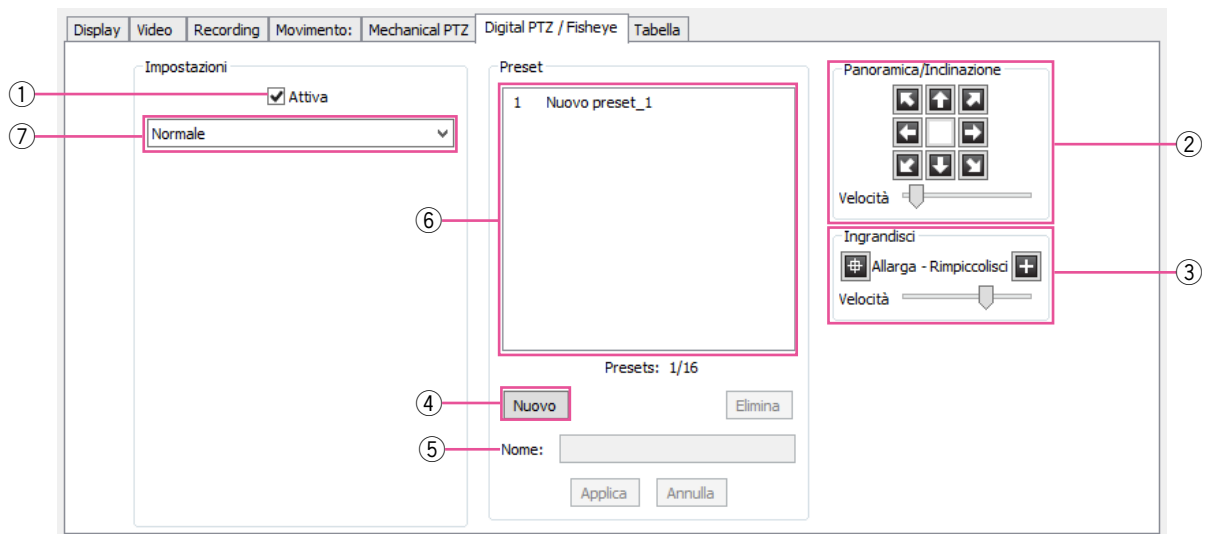 Display Video Recording Movimento: Mechanical PTZ Digital PTZ / Fisheye Tabella
Impostazioni
① Attiva
⑦ Normale
Preset
⑥ 1 Nuovo preset_1
Presets: 1/16
④ Nuovo Elimina
⑤ Nome:
Applica Annulla
Panoramica/Inclinazione
②
Velocità
Ingrandisci
Allarga - Rimpiccolisci ③
Velocità